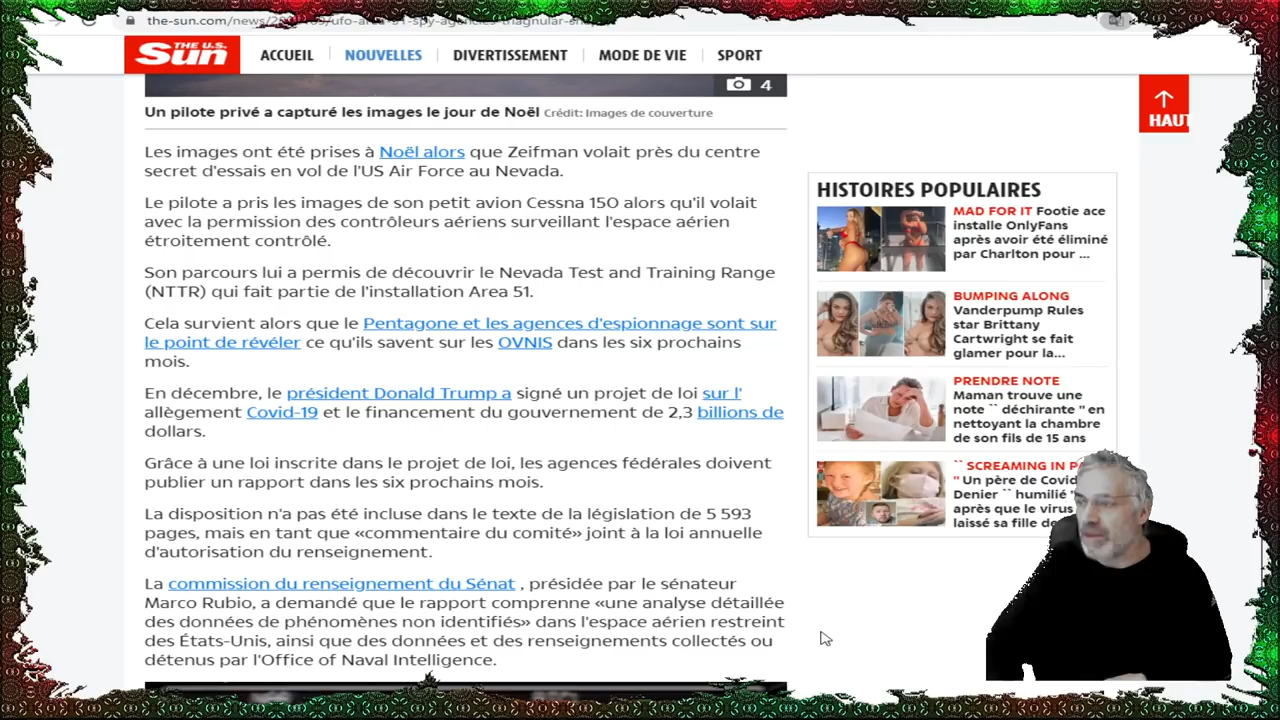 the-sun.com/news/
THE U.S. Sun
ACCUEIL NOUVELLES DIVERTISSEMENT MODE DE VIE SPORT
4
Un pilote privé a capturé les images le jour de Noël Crédit: Images de couverture
HAUT
Les images ont été prises à Noël alors que Zeifman volait près du centre
secret d'essais en vol de l'US Air Force au Nevada.
Le pilote a pris les images de son petit avion Cessna 150 alors qu'il volait
avec la permission des contrôleurs aériens surveillant l'espace aérien
étroitement contrôlé.
Son parcours lui a permis de découvrir le Nevada Test and Training Range
(NTTR) qui fait partie de l'installation Area 51.
Cela survient alors que le Pentagone et les agences d'espionnage sont sur
le point de révéler ce qu'ils savent sur les OVNIS dans les six prochains
mois.
En décembre, le président Donald Trump a signé un projet de loi sur l'
allègement Covid-19 et le financement du gouvernement de 2,3 billions de
dollars.
Grâce à une loi inscrite dans le projet de loi, les agences fédérales doivent
publier un rapport dans les six prochains mois.
La disposition n'a pas été incluse dans le texte de la législation de 5 593
pages, mais en tant que «commentaire du comité» joint à la loi annuelle
d'autorisation du renseignement.
La commission du renseignement du Sénat , présidée par le sénateur
Marco Rubio, a demandé que le rapport comprenne «une analyse détaillée
des données de phénomènes non identifiés» dans l'espace aérien restreint
des États-Unis, ainsi que des données et des renseignements collectés ou
détenus par l'Office of Naval Intelligence.
HISTOIRES POPULAIRES
MAD FOR IT Footie ace
installe OnlyFans
après avoir été éliminé
par Charlton pour ...
BUMPING ALONG
Vanderpump Rules
star Brittany
Cartwright se fait
glamer pour la...
PRENDRE NOTE
Maman trouve une
note `` déchirante '' en
nettoyant la chambre
de son fils de 15 ans
`` SCREAMING IN
'' Un père de Covid
Denier `` humilié ''
après que le virus
laissé sa fille